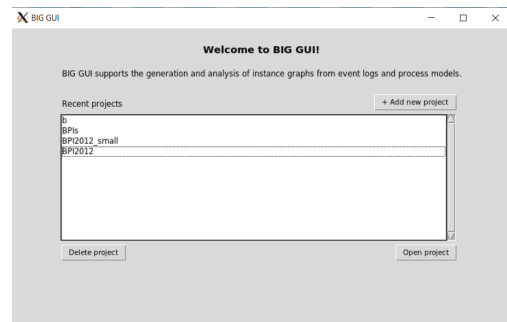 BIG GUI
Welcome to BIG GUI!
BIG GUI supports the generation and analysis of instance graphs from event logs and process models.
Recent projects
+ Add new project
b
BPIs
BPI2012_small
BPI2012
Delete project
Open project